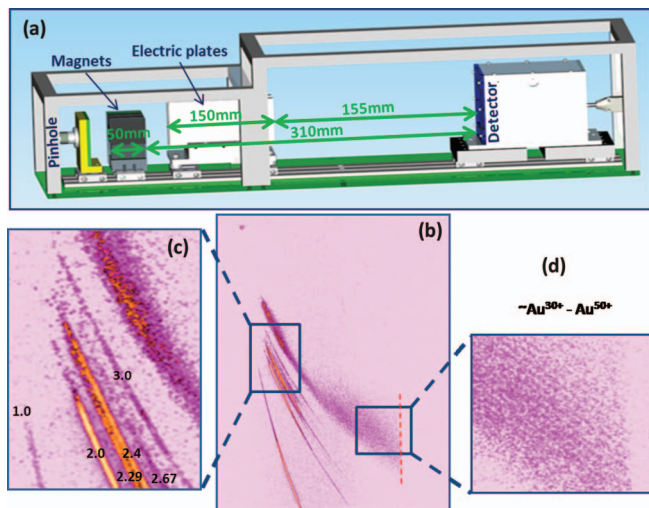 (a)
Magnets
Electric plates
Pinhole
50mm
150mm
155mm
310mm
Detector
(c)
(b)
(d)
~Au30+ - Au50+
3.0
1.0
2.0
2.4
2.29
2.67